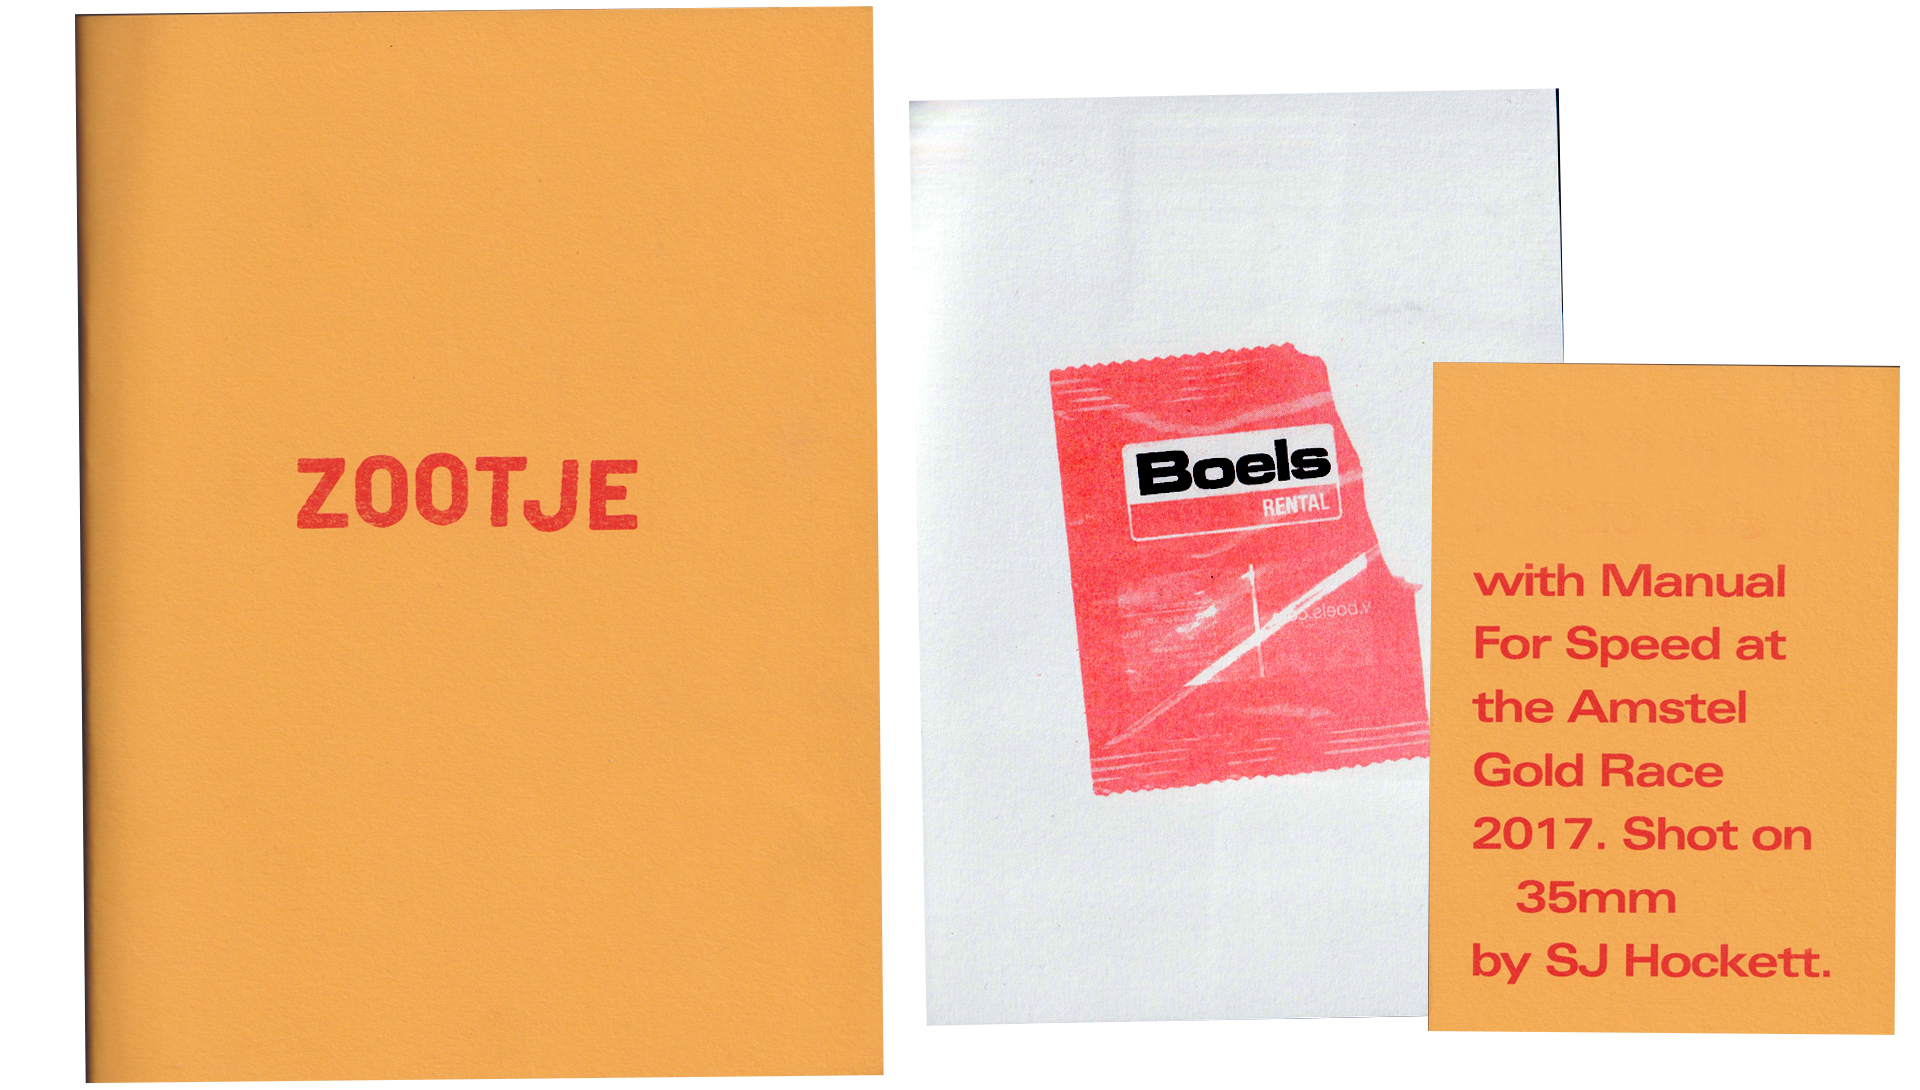 ZOOTJE
Boels
RENTAL
v.boels.c
with Manual
For Speed at
the Amstel
Gold Race
2017. Shot on
35mm
by SJ Hockett.